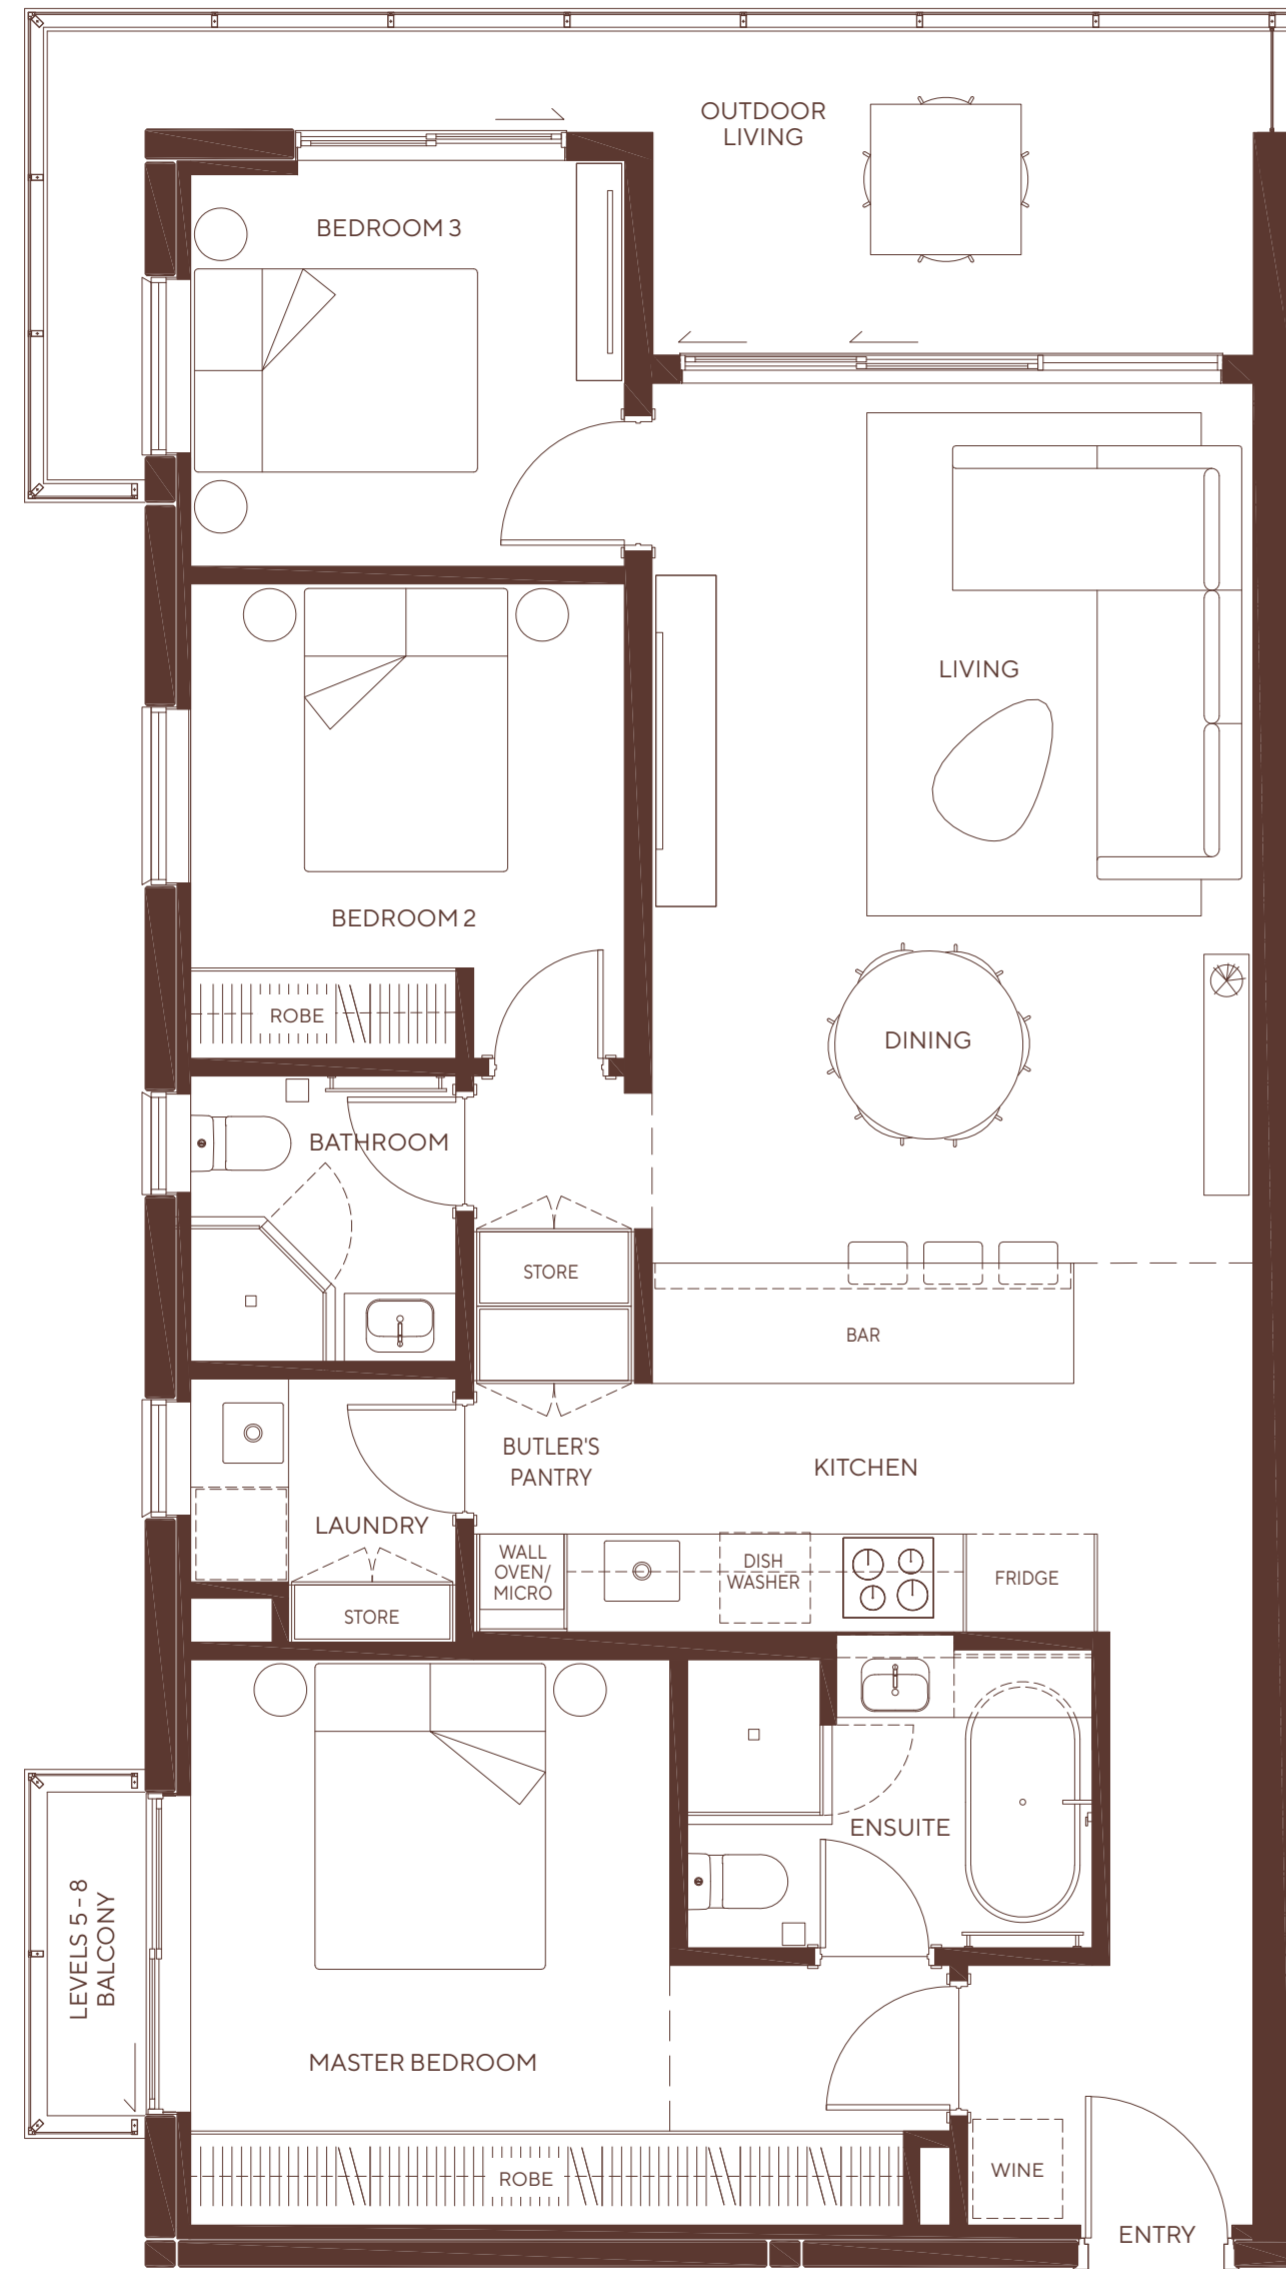 OUTDOOR
LIVING
BEDROOM 3
LIVING
BEDROOM 2
ROBE
DINING
BATHROOM
STORE
BAR
BUTLER'S
PANTRY
KITCHEN
LAUNDRY
WALL
OVEN/
MICRO
DISH
WASHER
FRIDGE
STORE
ENSUITE
LEVELS 5 - 8
BALCONY
MASTER BEDROOM
ROBE
WINE
ENTRY